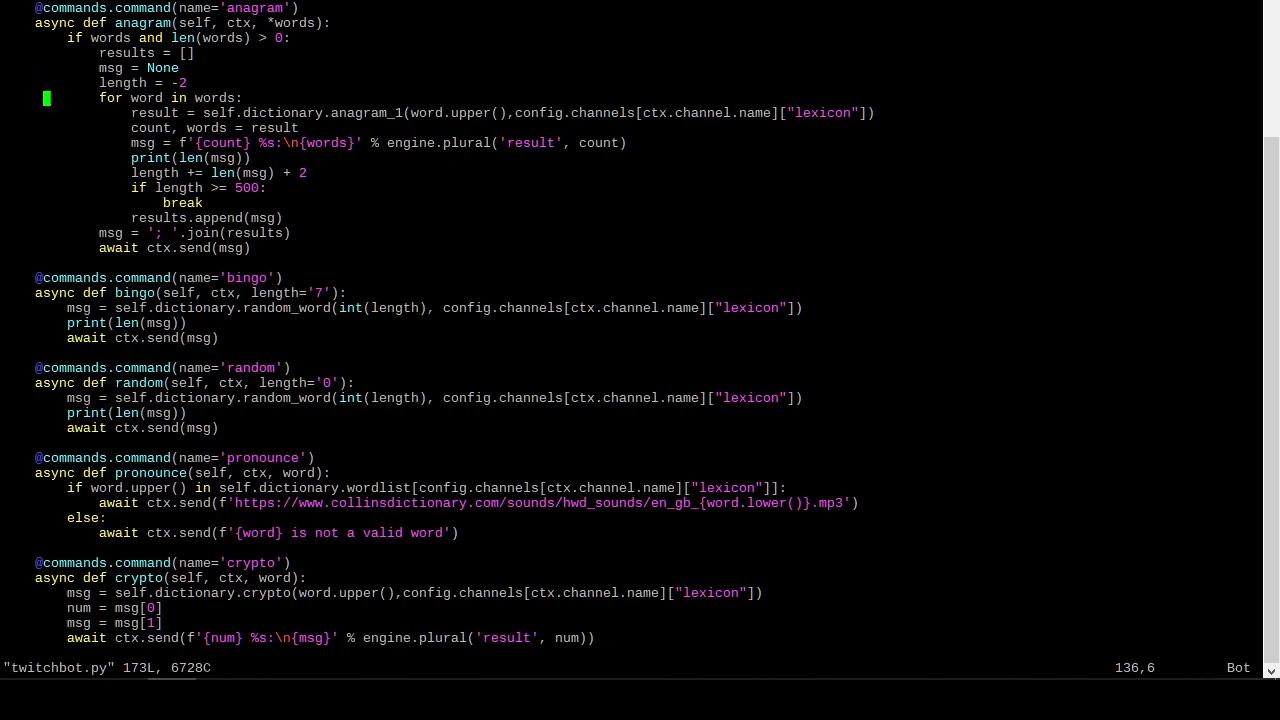 @commands.command(name='anagram')
    async def anagram(self, ctx, *words):
        if words and len(words) > 0:
            results = []
            msg = None
            length = -2
            for word in words:
                result = self.dictionary.anagram_1(word.upper(),config.channels[ctx.channel.name]["lexicon"])
                count, words = result
                msg = f'{count} %s:\n{words}' % engine.plural('result', count)
                print(len(msg))
                length += len(msg) + 2
                if length >= 500:
                    break
                results.append(msg)
            msg = '; '.join(results)
            await ctx.send(msg)

    @commands.command(name='bingo')
    async def bingo(self, ctx, length='7'):
        msg = self.dictionary.random_word(int(length), config.channels[ctx.channel.name]["lexicon"])
        print(len(msg))
        await ctx.send(msg)

    @commands.command(name='random')
    async def random(self, ctx, length='0'):
        msg = self.dictionary.random_word(int(length), config.channels[ctx.channel.name]["lexicon"])
        print(len(msg))
        await ctx.send(msg)

    @commands.command(name='pronounce')
    async def pronounce(self, ctx, word):
        if word.upper() in self.dictionary.wordlist[config.channels[ctx.channel.name]["lexicon"]]:
            await ctx.send(f'https://www.collinsdictionary.com/sounds/hwd_sounds/en_gb_{word.lower()}.mp3')
        else:
            await ctx.send(f'{word} is not a valid word')

    @commands.command(name='crypto')
    async def crypto(self, ctx, word):
        msg = self.dictionary.crypto(word.upper(),config.channels[ctx.channel.name]["lexicon"])
        num = msg[0]
        msg = msg[1]
        await ctx.send(f'{num} %s:\n{msg}' % engine.plural('result', num))

"twitchbot.py" 173L, 6728C 136,6 Bot